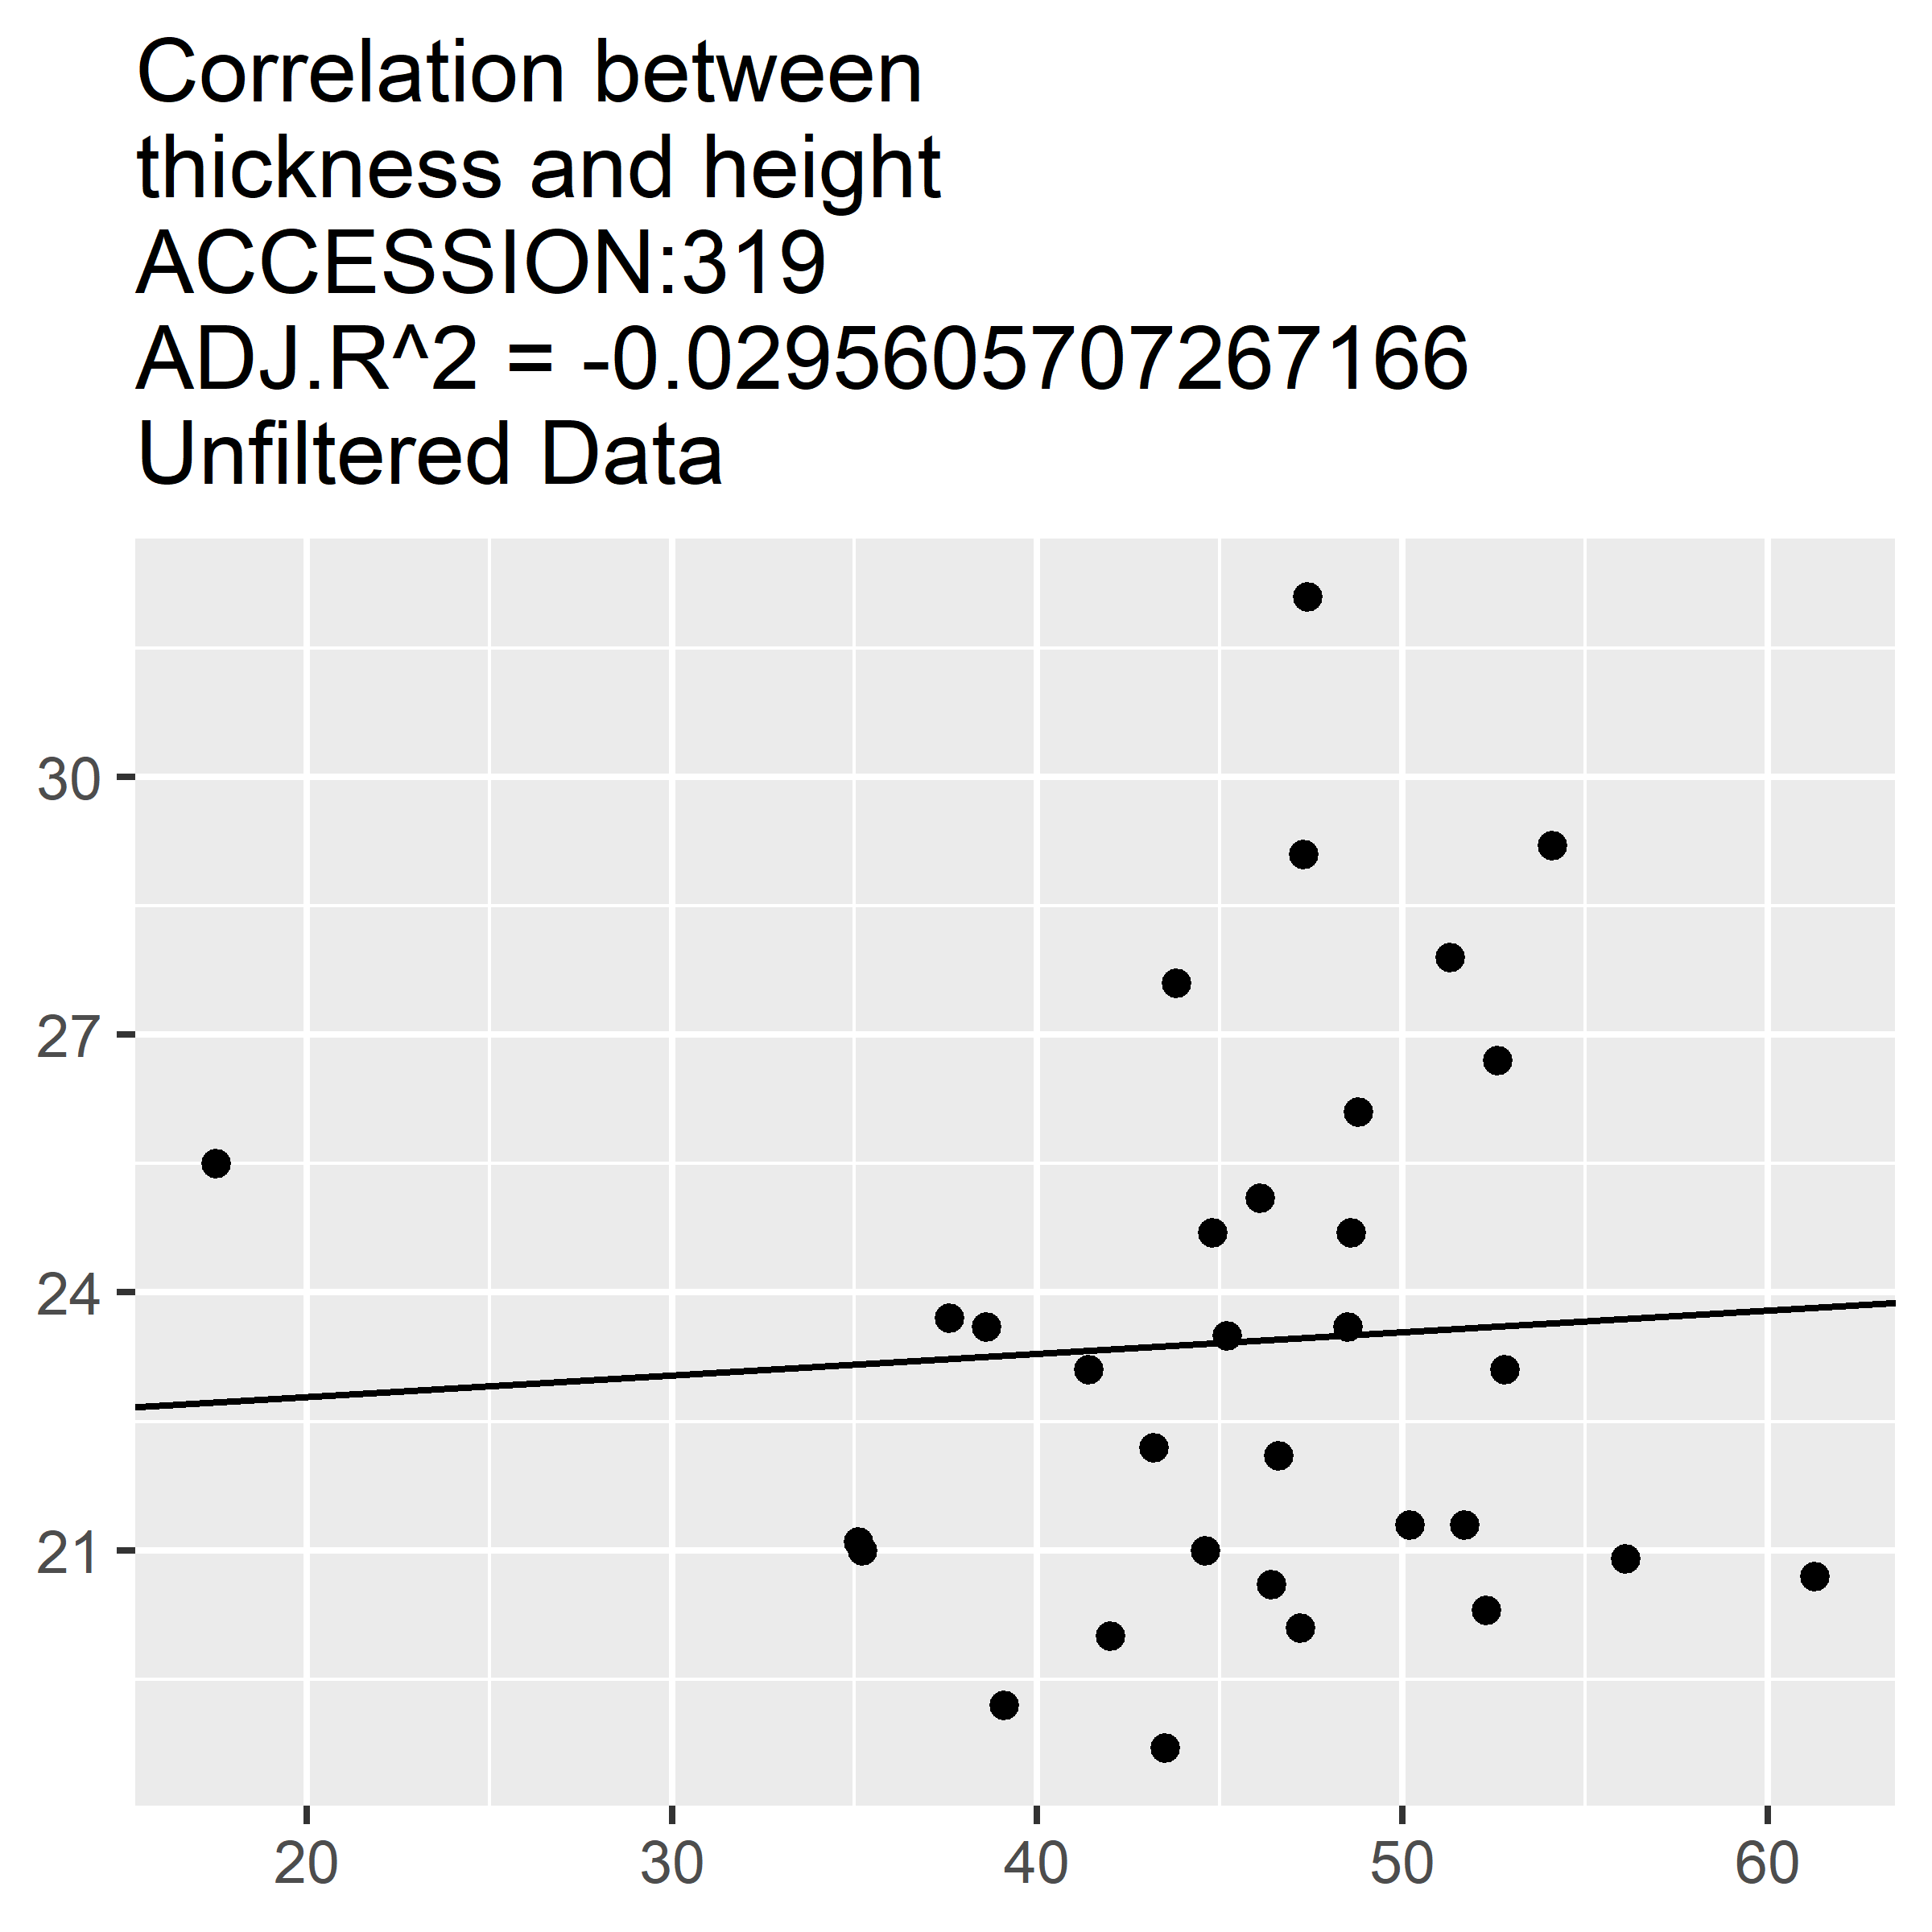 Correlation between
thickness and height
ACCESSION:319
ADJ.R^2 = -0.0295605707267166
Unfiltered Data
30
27
24
21
20 30 40 50 60